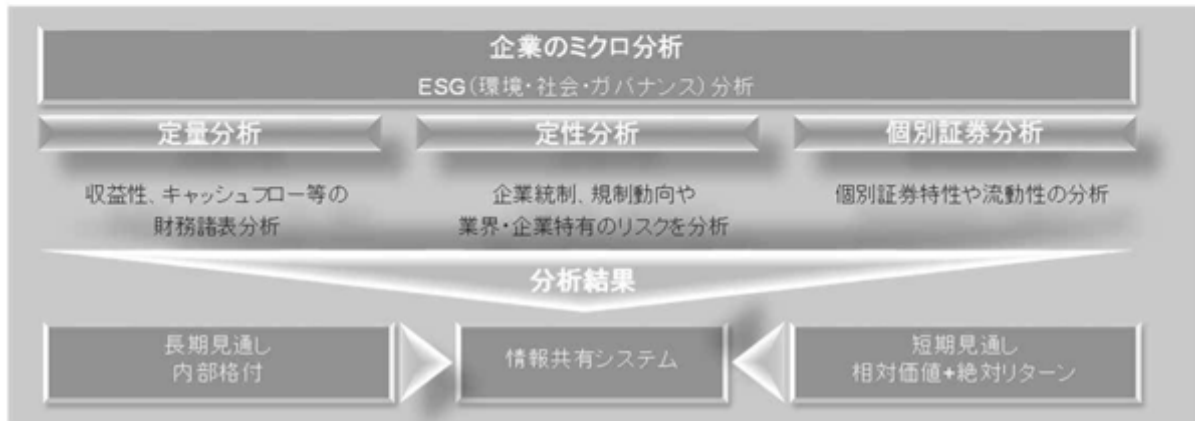 企業のミクロ分析
ESG(環境・社会・ガバナンス)分析
定量分析
収益性、キャッシュフロー等の
財務諸表分析
定性分析
企業統制、規制動向や
業界・企業特有のリスクを分析
個別証券分析
個別証券特性や流動性の分析
分析結果
長期見通し
内部格付
情報共有システム
短期見通し
相対価値+絶対リターン